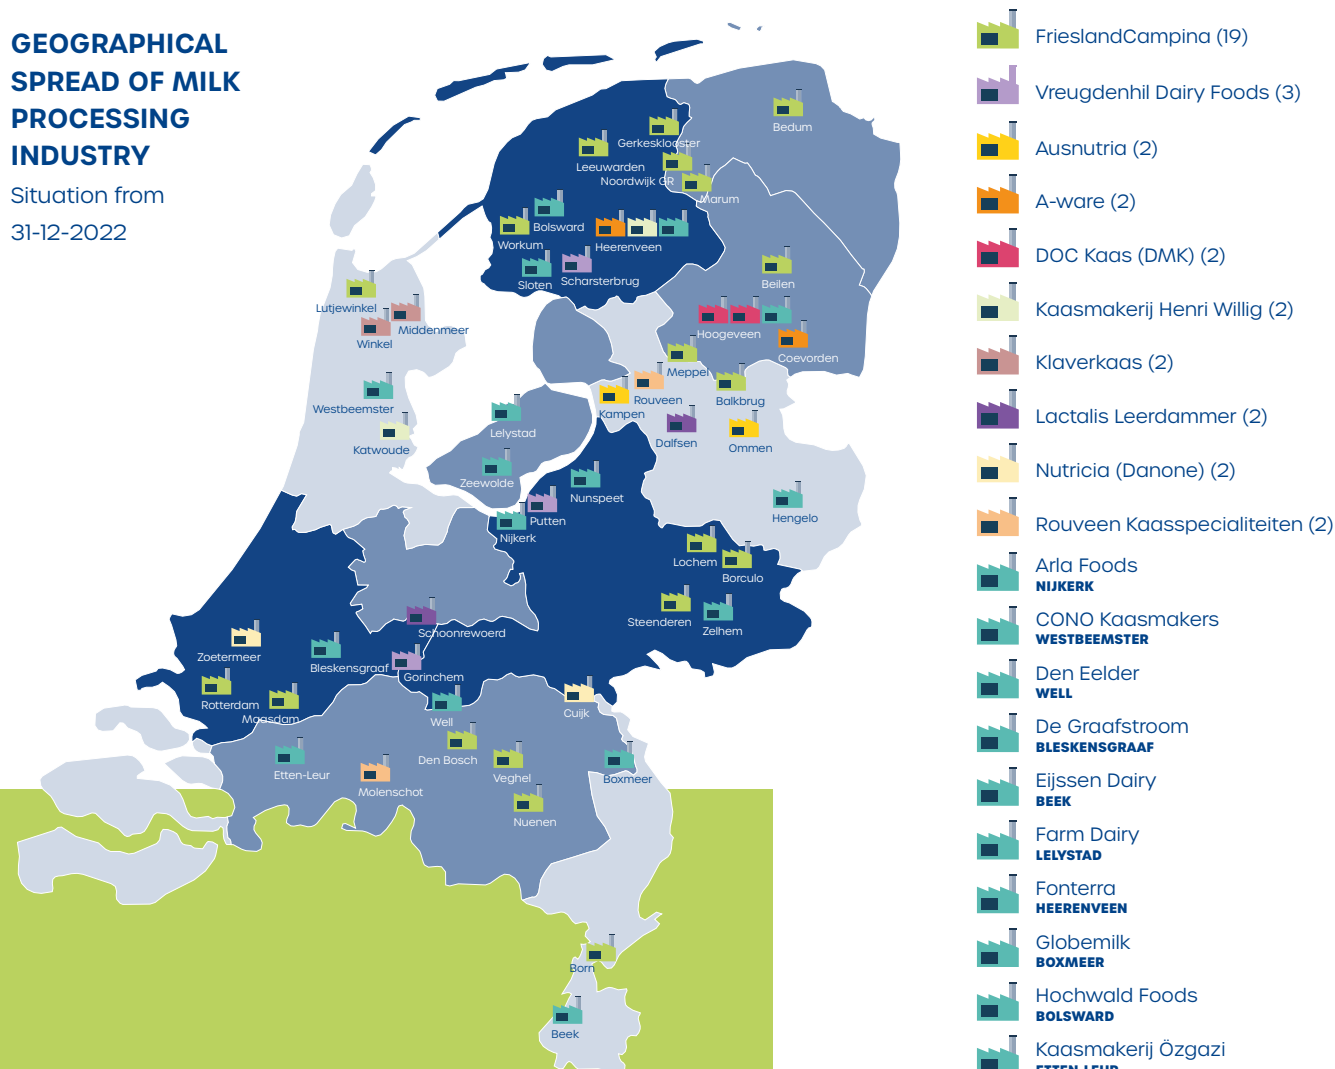 GEOGRAPHICAL
SPREAD OF MILK
PROCESSING
INDUSTRY
Situation from
31-12-2022
Bedum
Gerkesklooster
Leeuwarden
Noordwijk GR
Marum
Bolsward
Workum
Heerenveen
Sloten
Scharsterbrug
Beilen
Lutjewinkel
Middenmeer
Winkel
Hoogeveen
Coevorden
Meppel
Rouveen
Balkbrug
Kampen
Westbeemster
Lelystad
Dalfsen
Ommen
Katwoude
Zeewolde
Nunspeet
Putten
Hengelo
Nijkerk
Lochem
Borculo
Steenderen
Zelhem
Schoonrewoerd
Zoetermeer
Bleskensgraaf
Gorinchem
Rotterdam
Maasdam
Well
Cuijk
Den Bosch
Etten-Leur
Veghel
Boxmeer
Molenschot
Nuenen
Born
Beek
FrieslandCampina (19)
Vreugdenhil Dairy Foods (3)
Ausnutria (2)
A-ware (2)
DOC Kaas (DMK) (2)
Kaasmakerij Henri Willig (2)
Klaverkaas (2)
Lactalis Leerdammer (2)
Nutricia (Danone) (2)
Rouveen Kaasspecialiteiten (2)
Arla Foods
NIJKERK
CONO Kaasmakers
WESTBEEMSTER
Den Eelder
WELL
De Graafstroom
BLESKENSGRAAF
Eijssen Dairy
BEEK
Farm Dairy
LELYSTAD
Fonterra
HEERENVEEN
Globemilk
BOXMEER
Hochwald Foods
BOLSWARD
Kaasmakerij Özgazi
ETTEN-LEUR